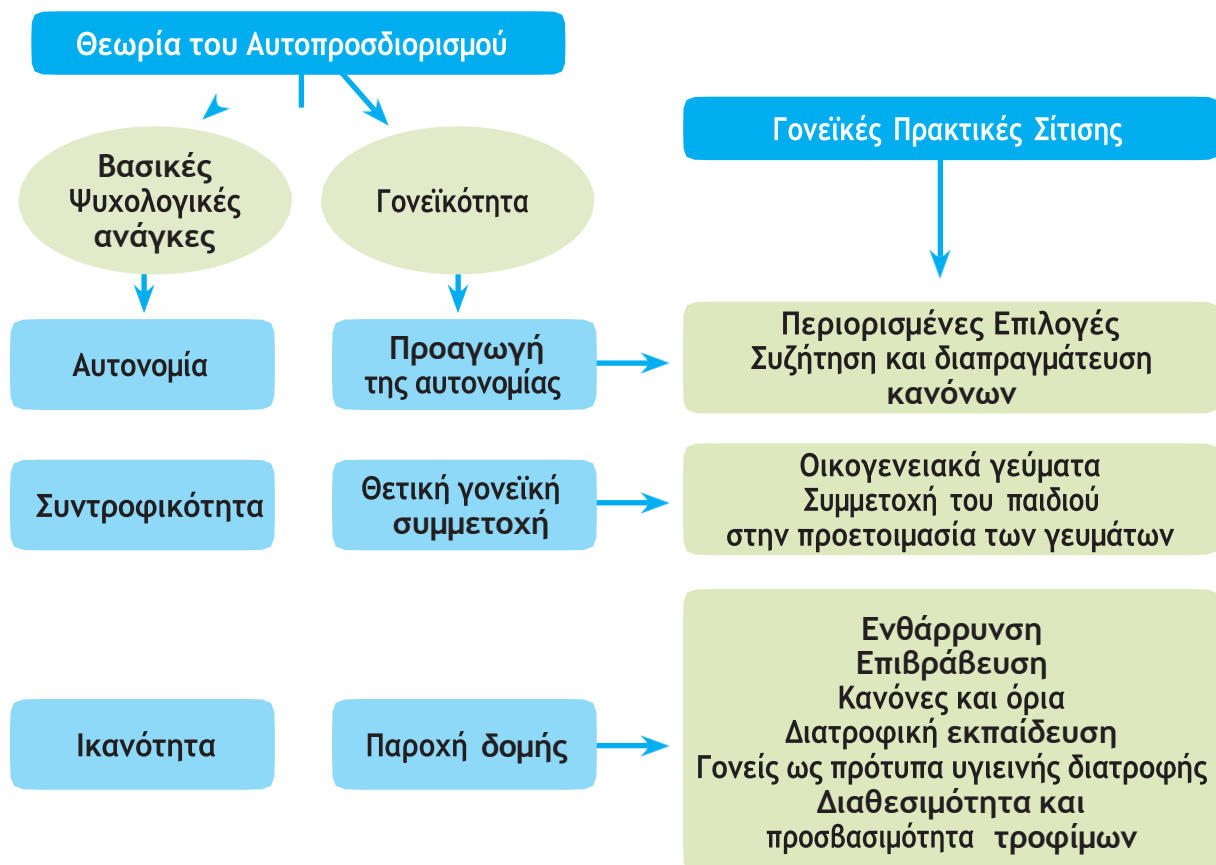 Θεωρία του Αυτοπροσδιορισμού
Γονεϊκές Πρακτικές Σίτισης
Βασικές
Ψυχολογικές
ανάγκες
Γονεϊκότητα
Αυτονομία
Προαγωγή
της αυτονομίας
Περιορισμένες Επιλογές
Συζήτηση και διαπραγμάτευση
κανόνων
Συντροφικότητα
Θετική γονεϊκή
συμμετοχή
Οικογενειακά γεύματα
Συμμετοχή του παιδιού
στην προετοιμασία των γευμάτων
Ικανότητα
Παροχή δομής
Ενθάρρυνση
Επιβράβευση
Κανόνες και όρια
Διατροφική εκπαίδευση
Γονείς ως πρότυπα υγιεινής διατροφής
Διαθεσιμότητα και
προσβασιμότητα τροφίμων